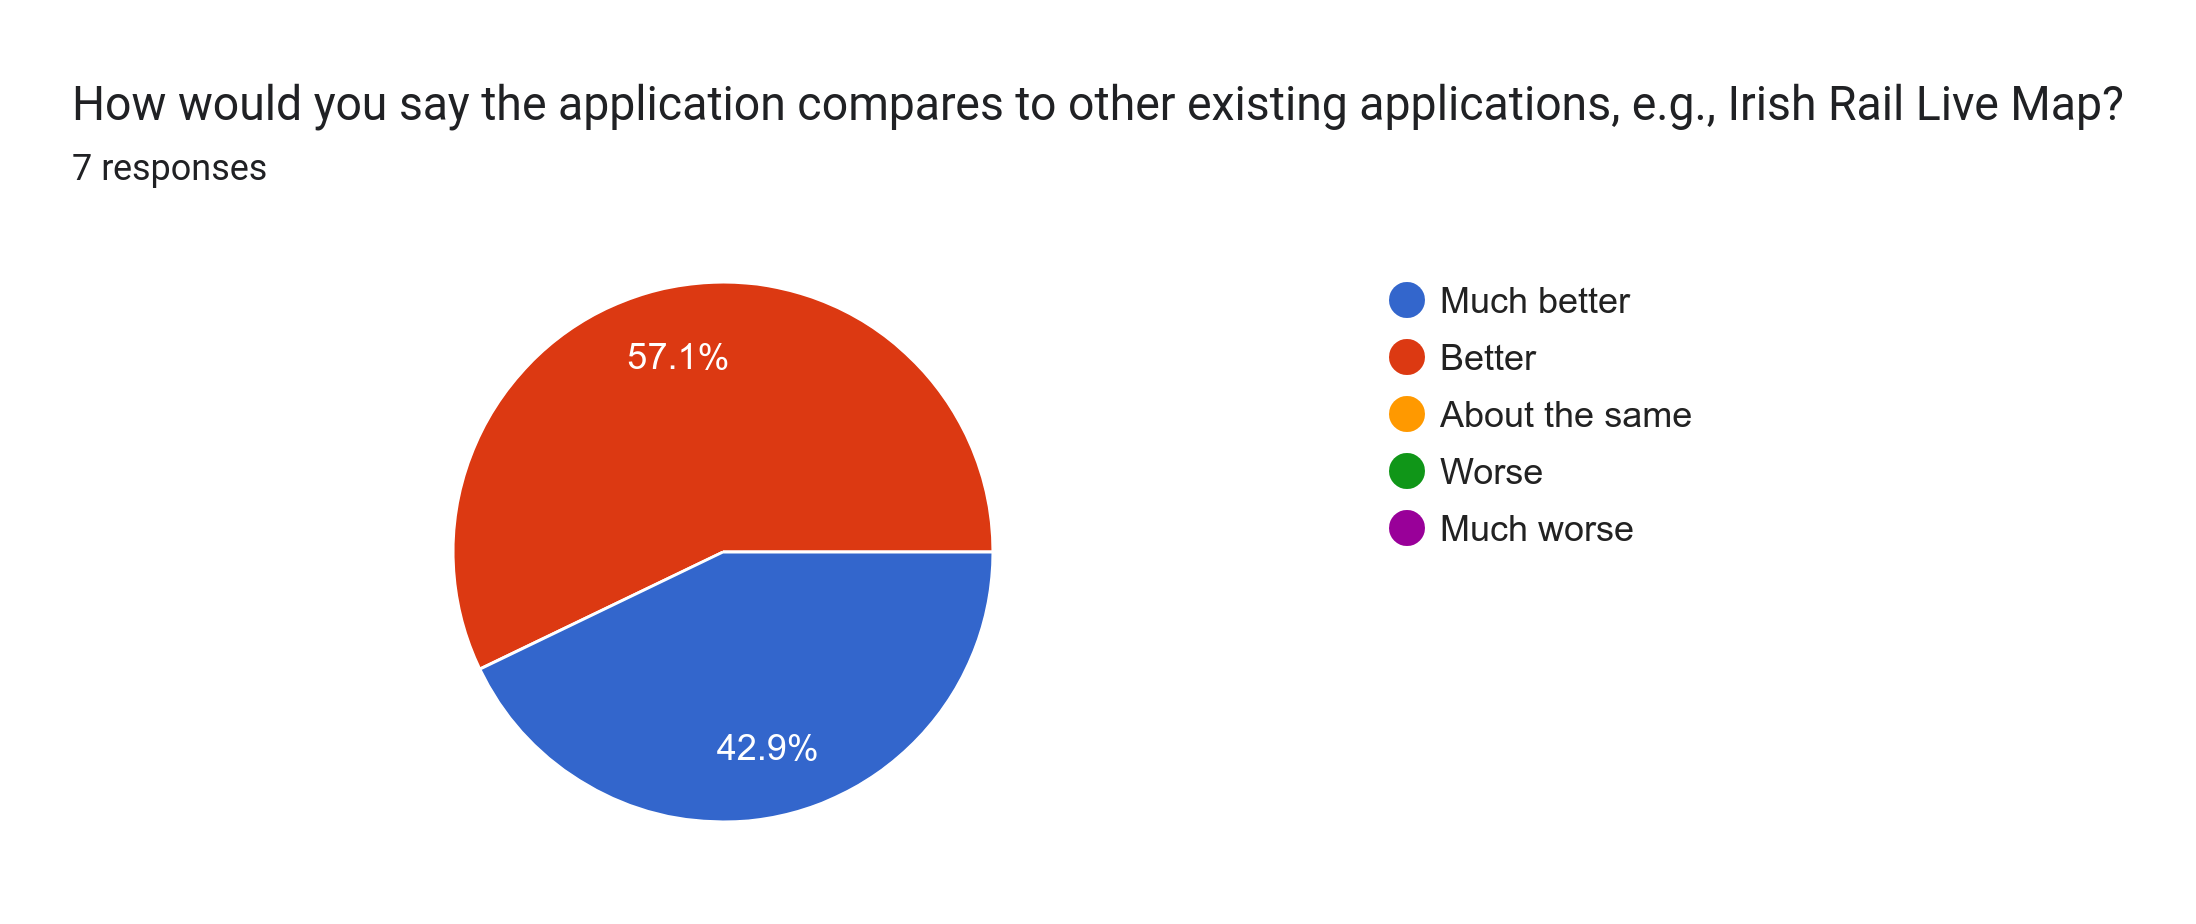 How would you say the application compares to other existing applications, e.g., Irish Rail Live Map?
7 responses
57.1%
42.9%
Much better
Better
About the same
Worse
Much worse